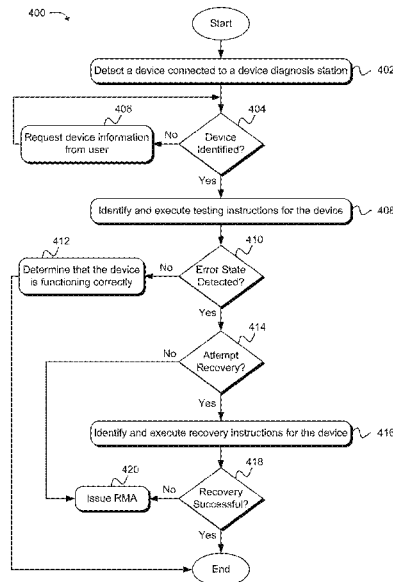 400
Start
Detect a device connected to a device diagnosis station
402
406
404
Request device information
from user
No
Device
Identified?
Yes
Identify and execute testing instructions for the device
408
412
410
Determine that the device
is functioning correctly
No
Error State
Detected?
Yes
414
No
Attempt
Recovery?
Yes
Identify and execute recovery instructions for the device
416
420
418
Issue RMA
No
Recovery
Successful?
Yes
End